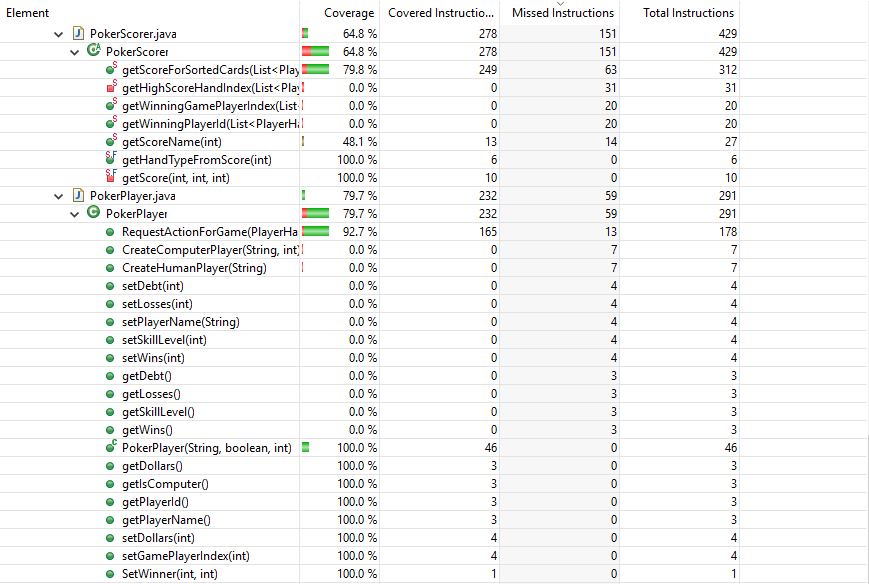 Element Coverage Covered Instructio... Missed Instructions Total Instructions
PokerScorer.java 64.8 % 278 151 429
PokerScorer 64.8 % 278 151 429
getScoreForSortedCards(List<Play 79.8 % 249 63 312
getHighScoreHandIndex(List<Play 0.0 % 0 31 31
getWinningGamePlayerIndex(List< 0.0 % 0 20 20
getWinningPlayerId(List<PlayerHa 0.0 % 0 20 20
getScoreName(int) 48.1 % 13 14 27
getHandTypeFromScore(int) 100.0 % 6 0 6
getScore(int, int, int) 100.0 % 10 0 10
PokerPlayer.java 79.7 % 232 59 291
PokerPlayer 79.7 % 232 59 291
RequestActionForGame(PlayerHa 92.7 % 165 13 178
CreateComputerPlayer(String, int) 0.0 % 0 7 7
CreateHumanPlayer(String) 0.0 % 0 7 7
setDebt(int) 0.0 % 0 4 4
setLosses(int) 0.0 % 0 4 4
setPlayerName(String) 0.0 % 0 4 4
setSkillLevel(int) 0.0 % 0 4 4
setWins(int) 0.0 % 0 4 4
getDebt() 0.0 % 0 3 3
getLosses() 0.0 % 0 3 3
getSkillLevel() 0.0 % 0 3 3
getWins() 0.0 % 0 3 3
PokerPlayer(String, boolean, int) 100.0 % 46 0 46
getDollars() 100.0 % 3 0 3
getIsComputer() 100.0 % 3 0 3
getPlayerId() 100.0 % 3 0 3
getPlayerName() 100.0 % 3 0 3
setDollars(int) 100.0 % 4 0 4
setGamePlayerIndex(int) 100.0 % 4 0 4
SetWinner(int, int) 100.0 % 1 0 1